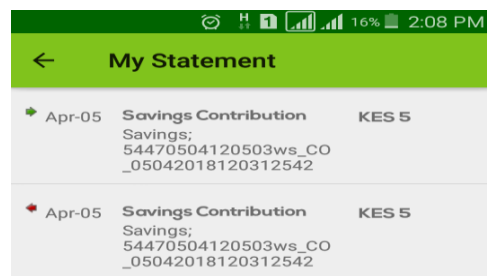 H 1 16% 2:08 PM
My Statement
Apr-05 Savings Contribution KES 5
Savings;
54470504120503ws_CO
_05042018120312542
Apr-05 Savings Contribution KES 5
Savings;
54470504120503ws_CO
_05042018120312542